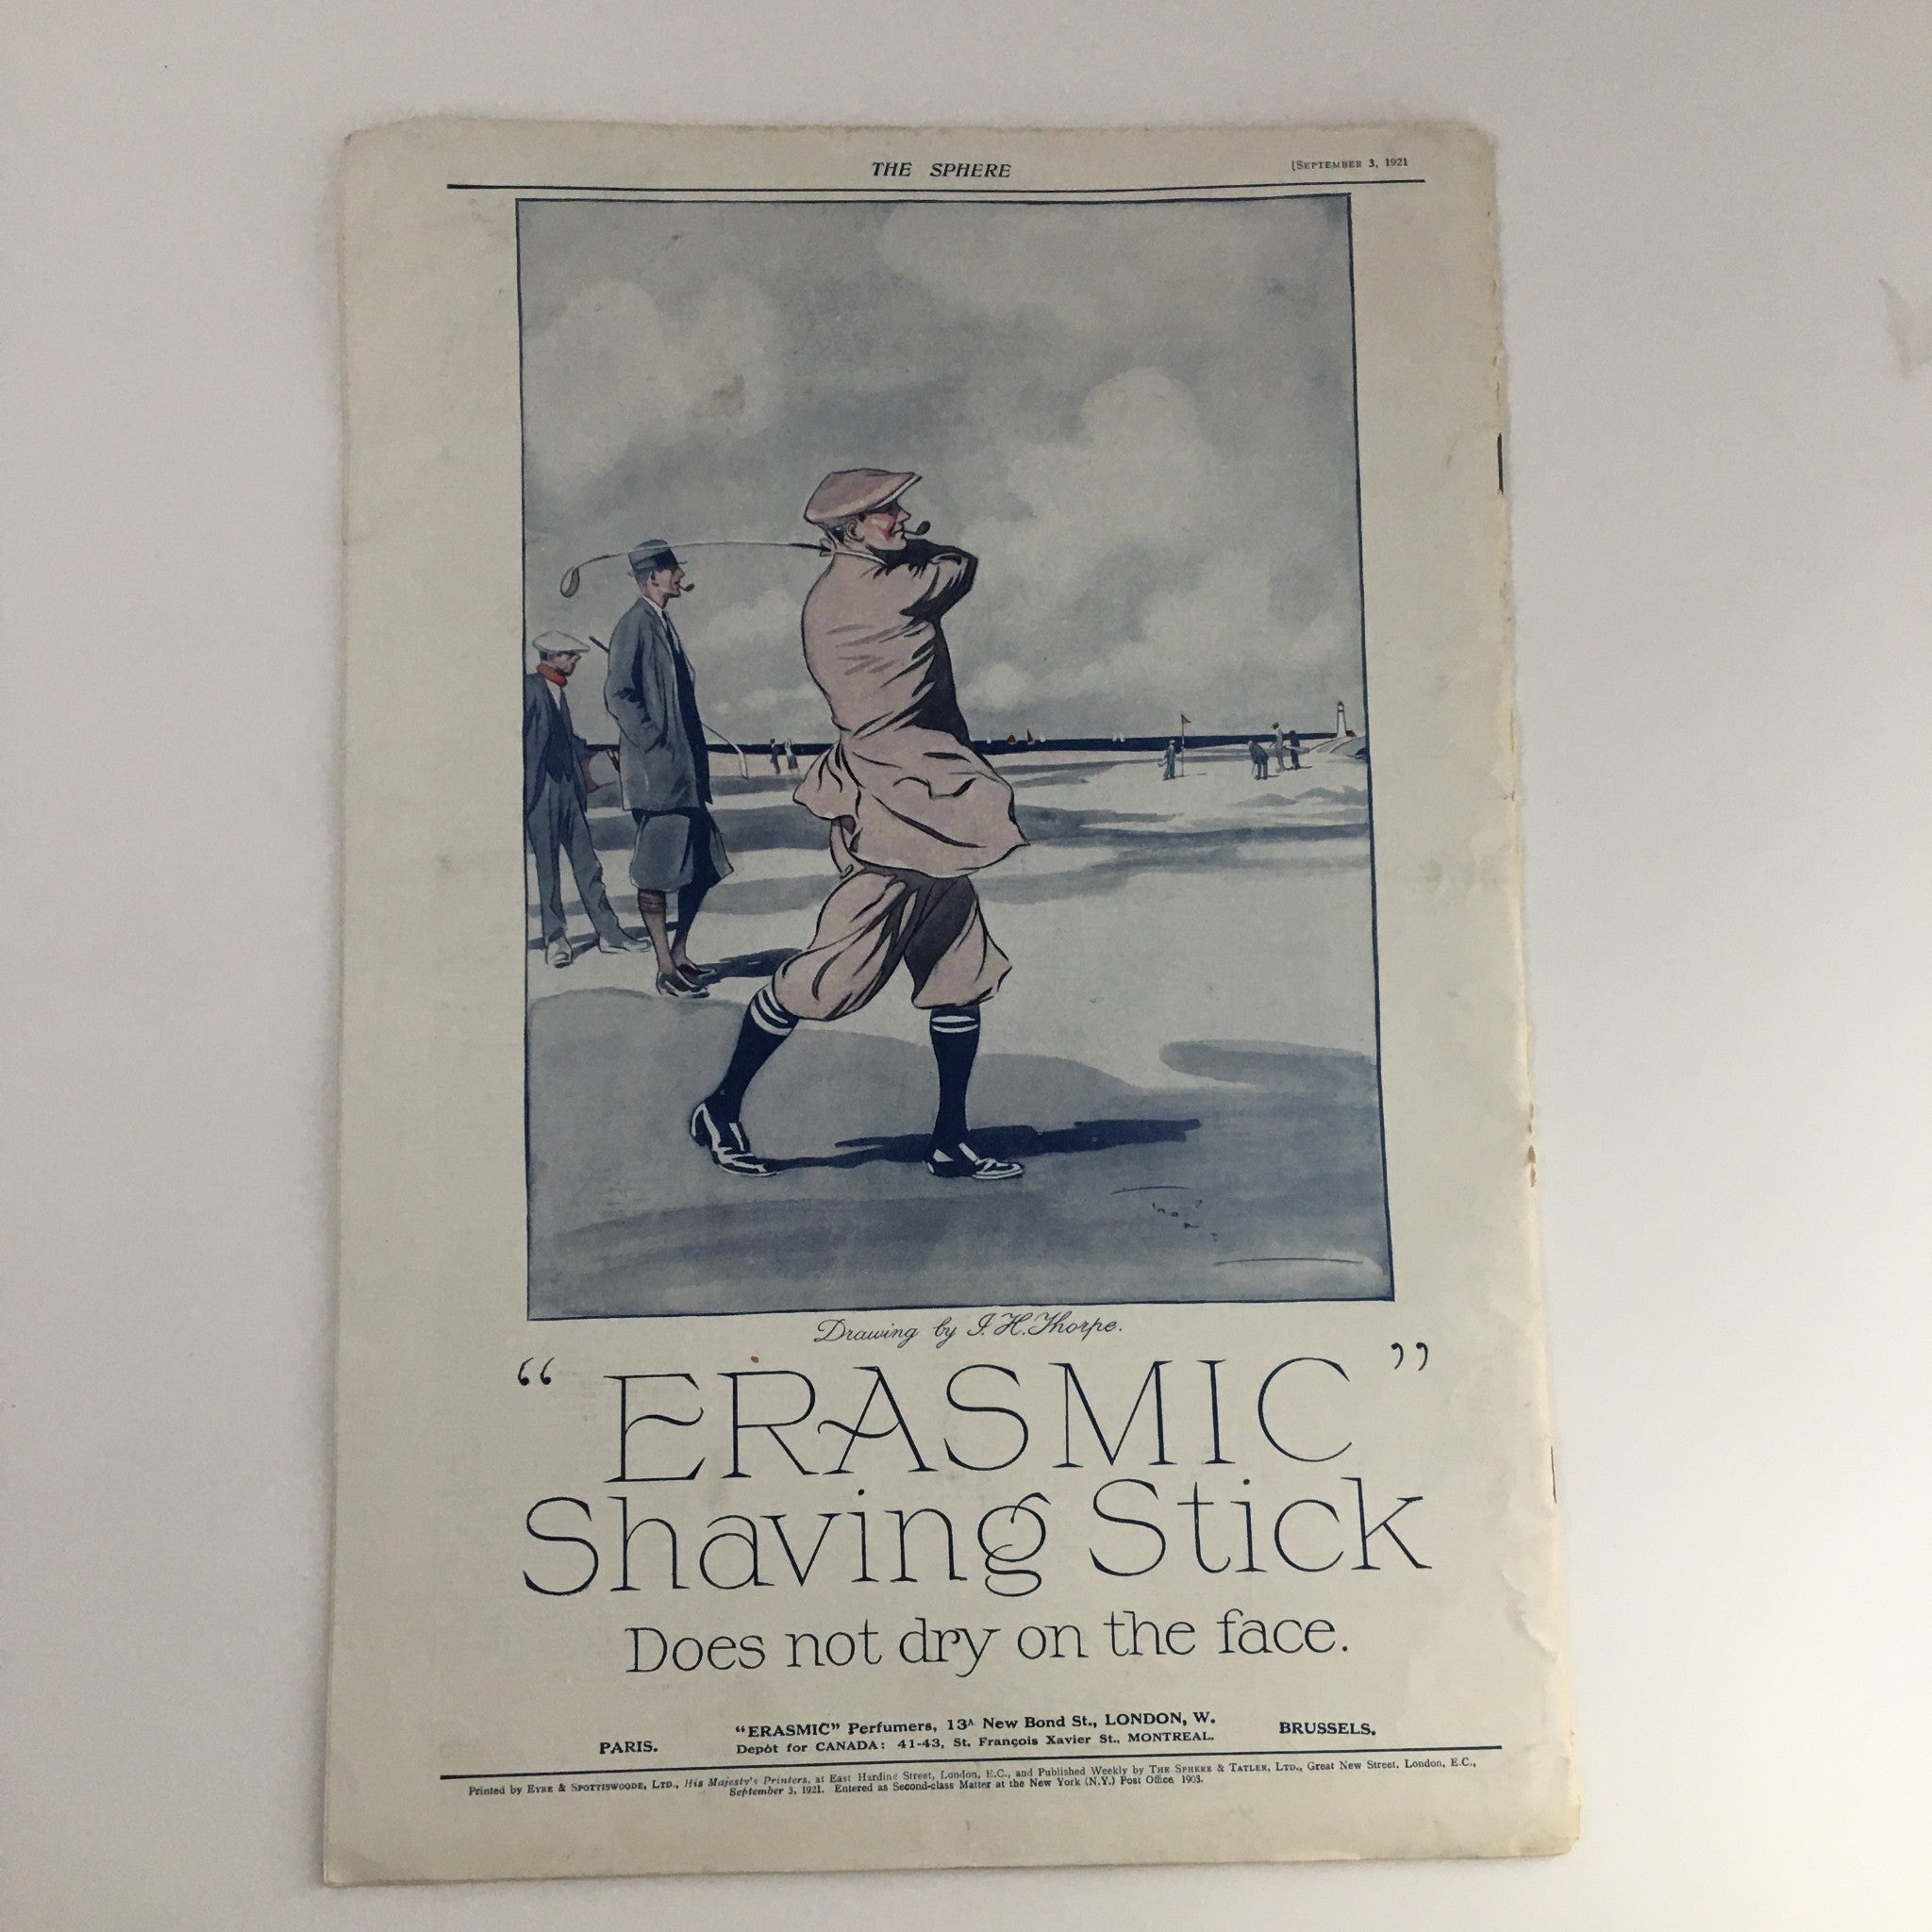 THE SPHERE
[SEPTEMBER 3, 1921
Drawing by J.H.Thorpe.
“ERASMIC”
Shaving Stick
Does not dry on the face.
“ERASMIC” Perfumers, 13A New Bond St., LONDON, W.
PARIS.
BRUSSELS.
Depôt for CANADA: 41-43, St. François Xavier St., MONTREAL.
Printed by EYRE & SPOTTISWOODE, LTD., His Majesty's Printers, at East Harding Street, London, E.C., and Published Weekly by THE SPHERE & TATLER, LTD., Great New Street, London, E.C.,
September 3, 1921. Entered as Second-class Matter at the New York (N.Y.) Post Office 1903.